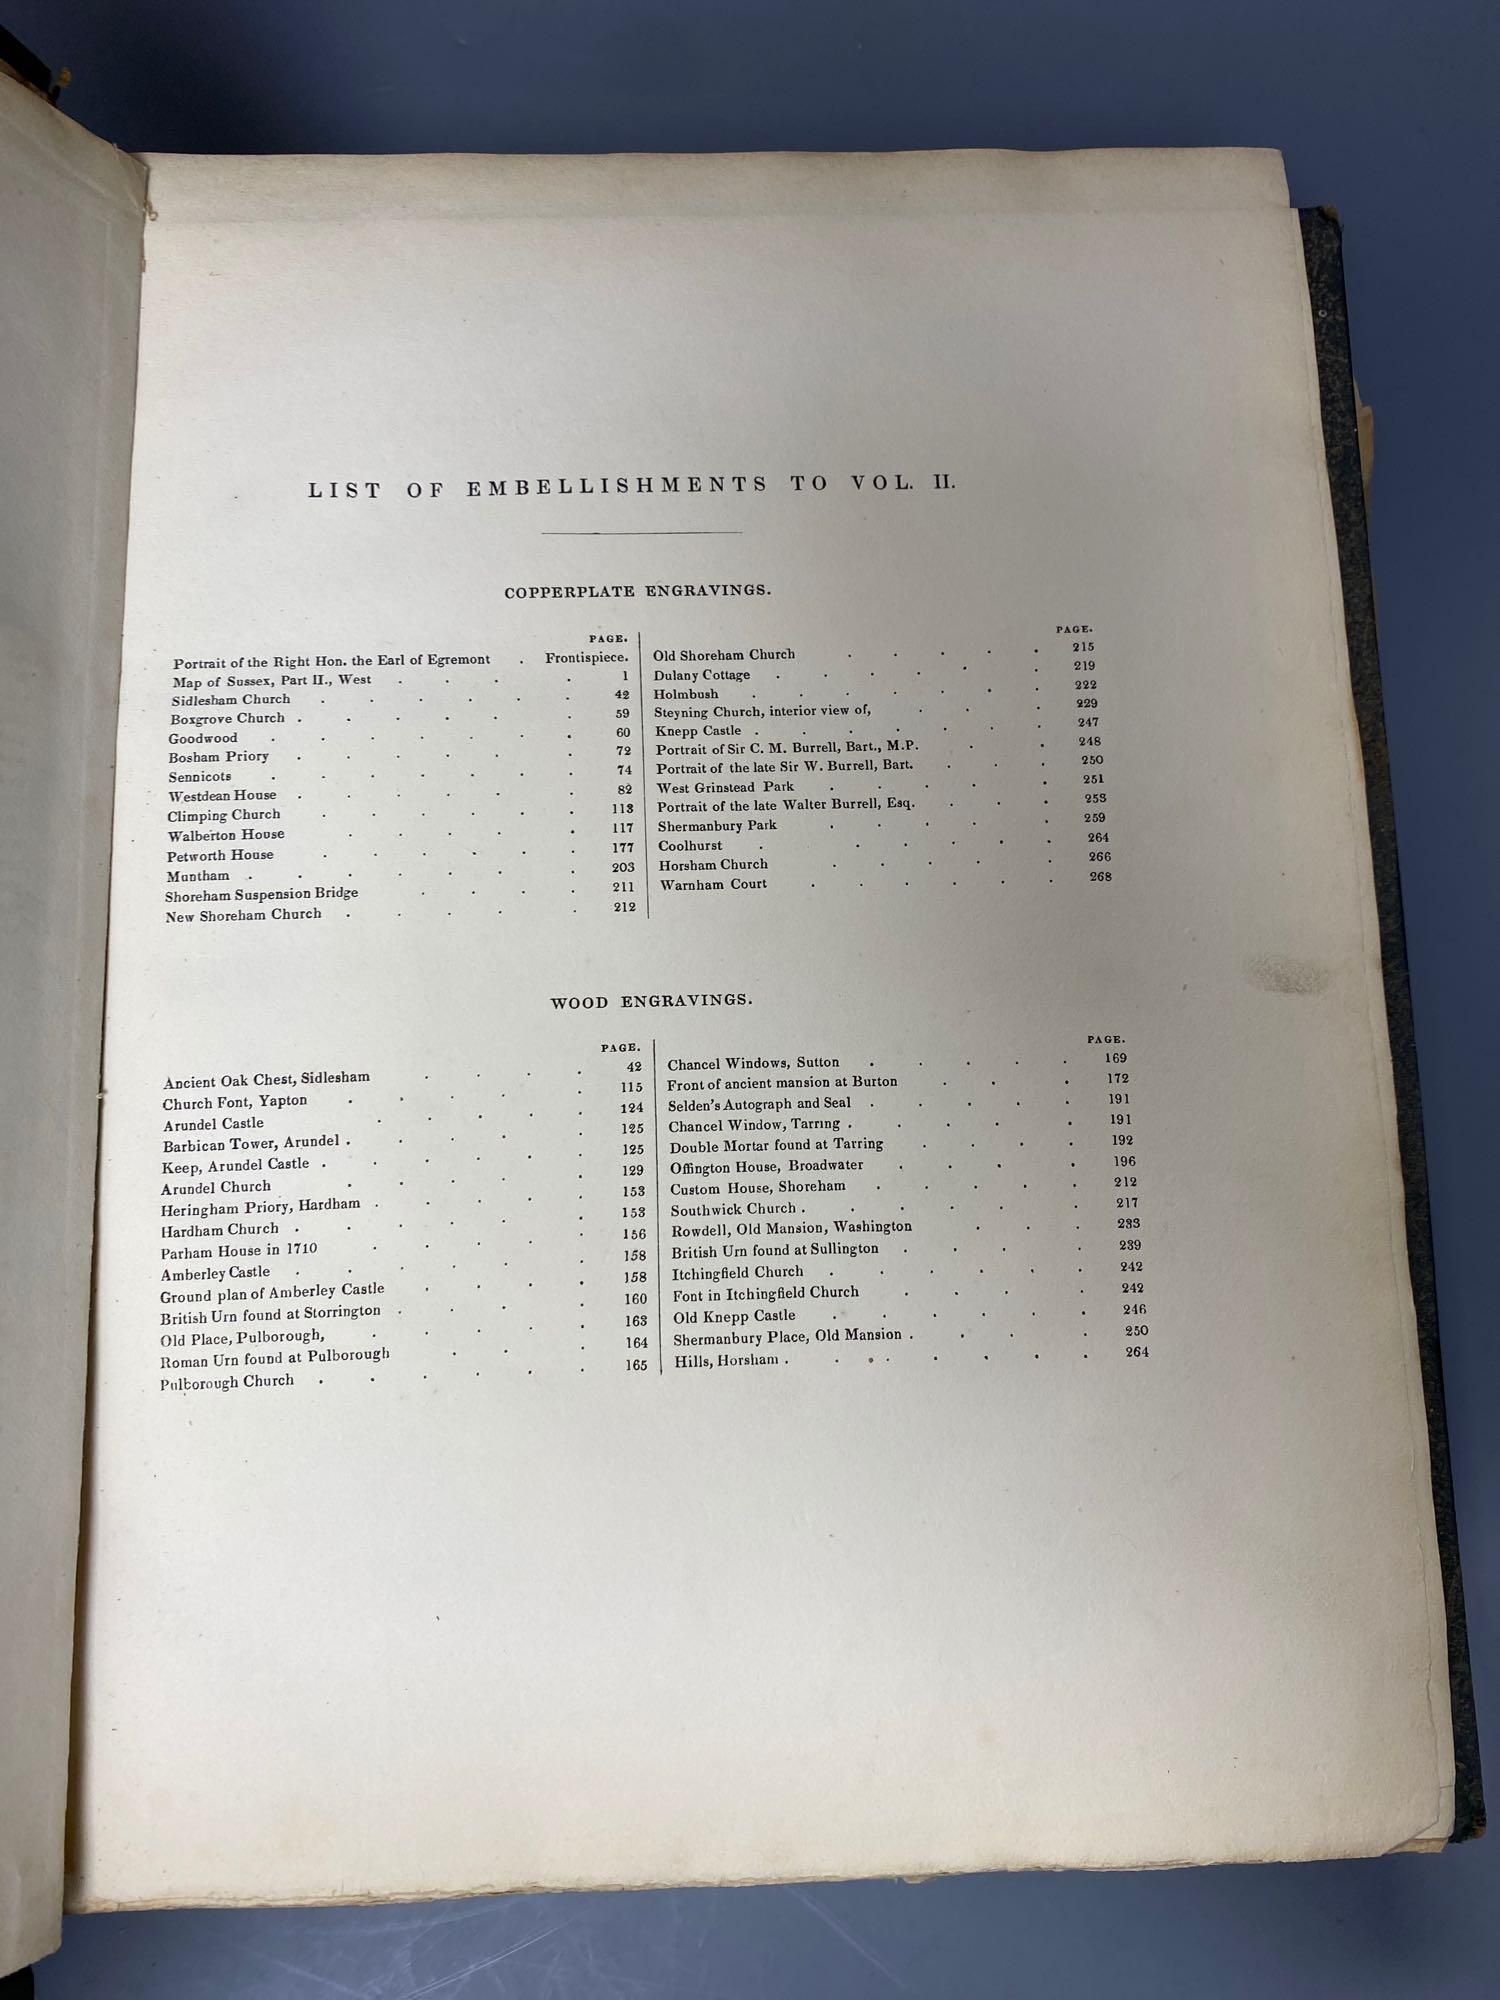 LIST OF EMBELLISHMENTS TO VOL. II.
COPPERPLATE ENGRAVINGS.
PAGE.
Portrait of the Right Hon. the Earl of Egremont . Frontispiece.
Map of Sussex, Part II., West . . . . 1
Sidlesham Church . . . . . . 42
Boxgrove Church . . . . . . 59
Goodwood . . . . . . . 60
Bosham Priory . . . . . . 72
Sennicots . . . . . . . 74
Westdean House . . . . . . 82
Climping Church . . . . . . 113
Walberton House . . . . . 117
Petworth House . . . . . . 177
Muntham . . . . . . . 203
Shoreham Suspension Bridge . . . . 211
New Shoreham Church . . . . . 212
PAGE.
Old Shoreham Church . . . . . 215
Dulany Cottage . . . . . . 219
Holmbush . . . . . . . 222
Steyning Church, interior view of, . . . 229
Knepp Castle . . . . . . . 247
Portrait of Sir C. M. Burrell, Bart., M.P. . . 248
Portrait of the late Sir W. Burrell, Bart. . . . 250
West Grinstead Park . . . . . 251
Portrait of the late Walter Burrell, Esq. . . . 253
Shermanbury Park . . . . . 259
Coolhurst . . . . . . 264
Horsham Church . . . . . 266
Warnham Court . . . . . . 268
WOOD ENGRAVINGS.
PAGE.
Ancient Oak Chest, Sidlesham . . . . 42
Church Font, Yapton . . . . . 115
Arundel Castle . . . . 124
Barbican Tower, Arundel . . . . . 125
Keep, Arundel Castle . . . . . 125
Arundel Church . . . . . 129
Heringham Priory, Hardham . . . . . 153
Hardham Church . . . . . . 153
Parham House in 1710 . . . . . 156
Amberley Castle . . . . . . 158
Ground plan of Amberley Castle . . . . 158
British Urn found at Storrington . . . . 160
Old Place, Pulborough, . . . . . 163
Roman Urn found at Pulborough . . . 164
Pulborough Church . . . . . . 165
PAGE.
Chancel Windows, Sutton . . . . . 169
Front of ancient mansion at Burton . . . 172
Selden's Autograph and Seal . . . . . 191
Chancel Window, Tarring . . . . . 191
Double Mortar found at Tarring . . . . 192
Offington House, Broadwater . . . . 196
Custom House, Shoreham . . . . . 212
Southwick Church . . . . . . 217
Rowdell, Old Mansion, Washington . . . 233
British Urn found at Sullington . . . . 239
Itchingfield Church . . . . . . 242
Font in Itchingfield Church . . . . 242
Old Knepp Castle . . . . . . 246
Shermanbury Place, Old Mansion . . . . 250
Hills, Horsham . . . . . . . 264